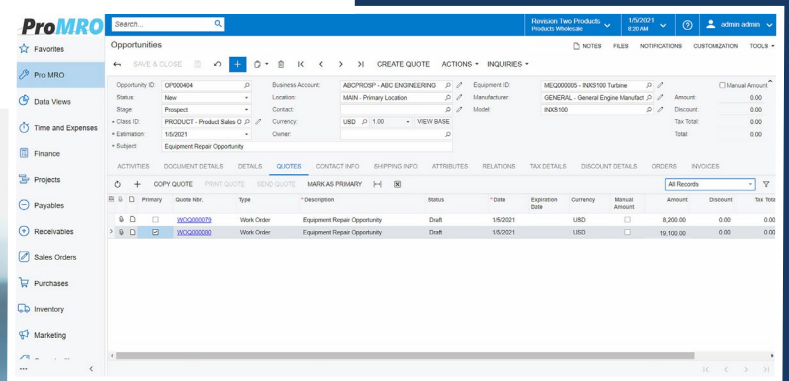 ProMRO
Search...
Revision Two Products
Products Wholesale
1/5/2021
8:20 AM
admin admin
Favorites
Pro MRO
Data Views
Time and Expenses
Finance
Projects
Payables
Receivables
Sales Orders
Purchases
Inventory
Marketing
Opportunities
NOTES FILES NOTIFICATIONS CUSTOMIZATION TOOLS
SAVE & CLOSE CREATE QUOTE ACTIONS INQUIRIES
Opportunity ID: OP000404 Business Account: ABCPROSP - ABC ENGINEERING Equipment ID: MEQ000005 - INXS100 Turbine Manual Amount
Status: New Location: MAIN - Primary Location Manufacturer: GENERAL - General Engine Manufact Amount: 0.00
Stage: Prospect Contact: Model: INXS100 Discount: 0.00
* Class ID: PRODUCT - Product Sales O Currency: USD 1.00 VIEW BASE Tax Total: 0.00
* Estimation: 1/5/2021 Owner: Total: 0.00
* Subject: Equipment Repair Opportunity
ACTIVITIES DOCUMENT DETAILS DETAILS QUOTES CONTACT INFO SHIPPING INFO ATTRIBUTES RELATIONS TAX DETAILS DISCOUNT DETAILS ORDERS INVOICES
COPY QUOTE PRINT QUOTE SEND QUOTE MARK AS PRIMARY All Records
Primary Quote Nbr. Type *Description Status *Date Expiration Date Currency Manual Amount Amount Discount Tax Tota
WOQ000079 Work Order Equipment Repair Opportunity Draft 1/5/2021 USD 8,200.00 0.00 0.00
WOQ000080 Work Order Equipment Repair Opportunity Draft 1/5/2021 USD 19,100.00 0.00 0.00